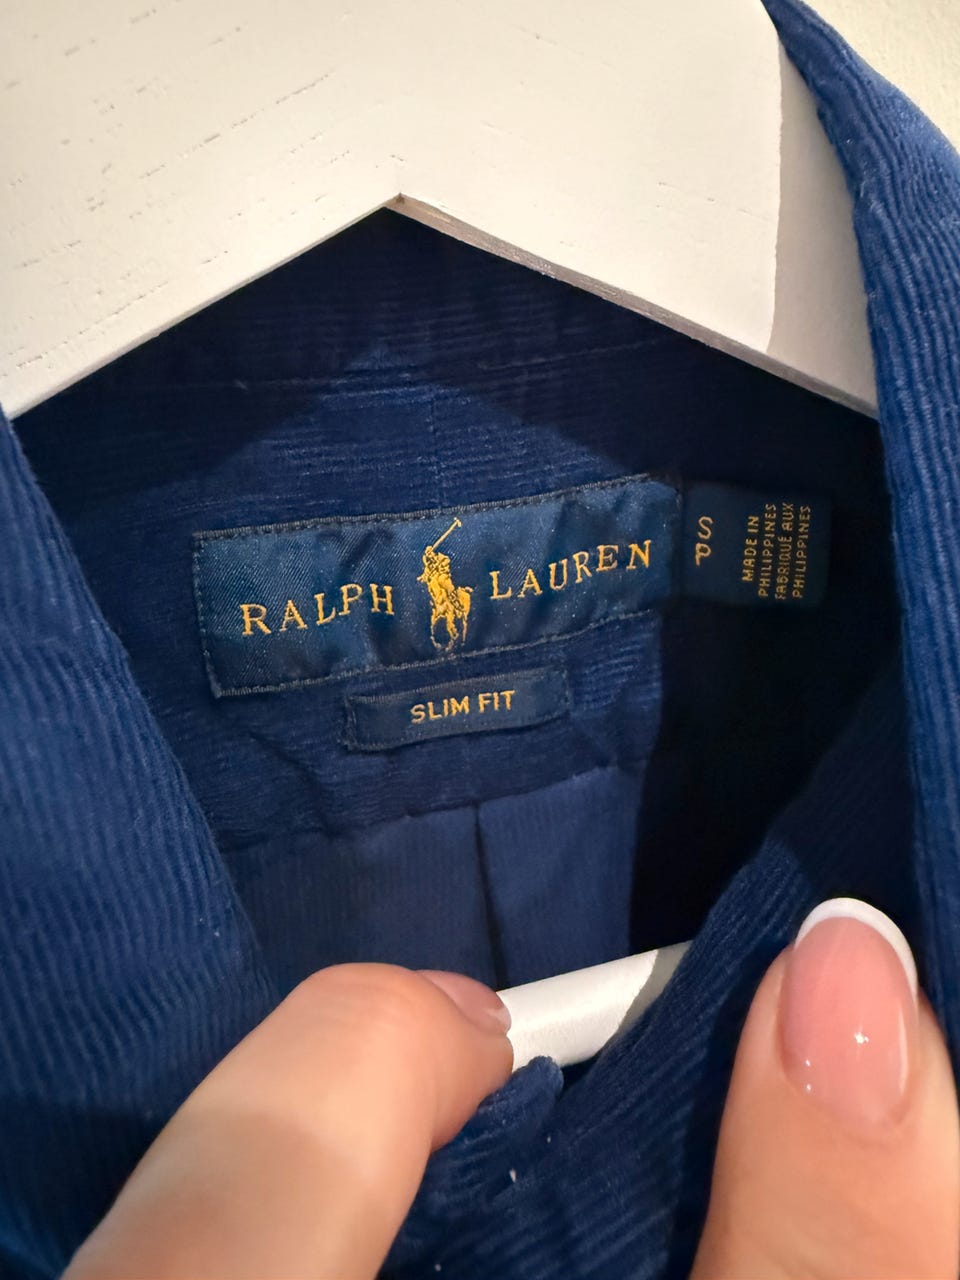 RALPH LAUREN
SLIM FIT
S
MADE IN
PHILIPPINES
FABRIQUÉ AUX
PHILIPPINES